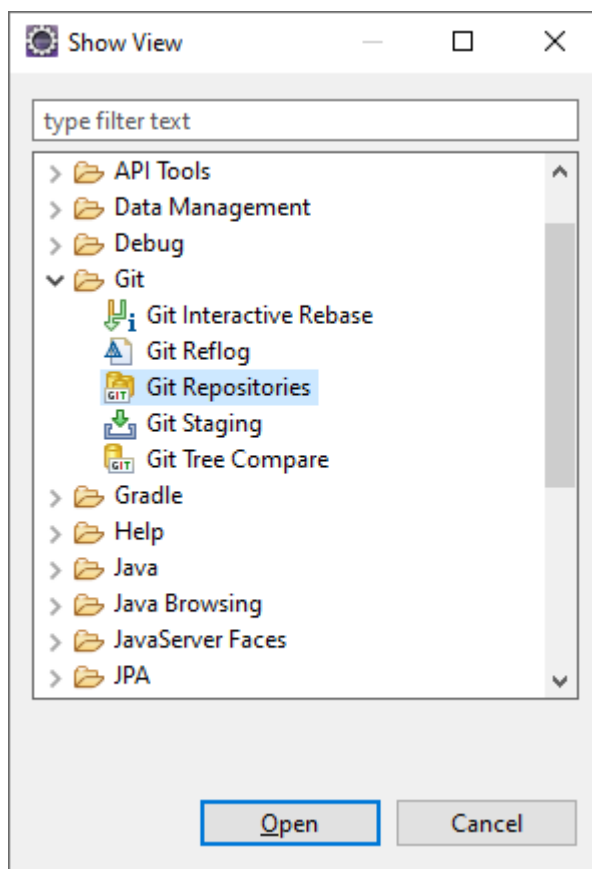 Show View
type filter text
API Tools
Data Management
Debug
Git
Git Interactive Rebase
Git Reflog
Git Repositories
Git Staging
Git Tree Compare
Gradle
Help
Java
Java Browsing
JavaServer Faces
JPA
Open
Cancel